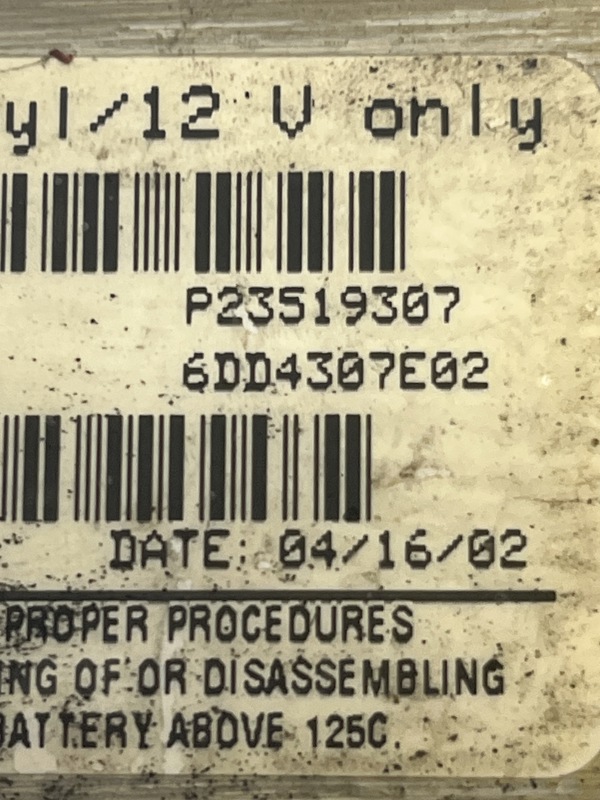 yl/12 V only
P23519307
6DD4307E02
DATE: 04/16/02
PROPER PROCEDURES.
ING OF OR DISASSEMBLING
BATTERY ABOVE 125C.